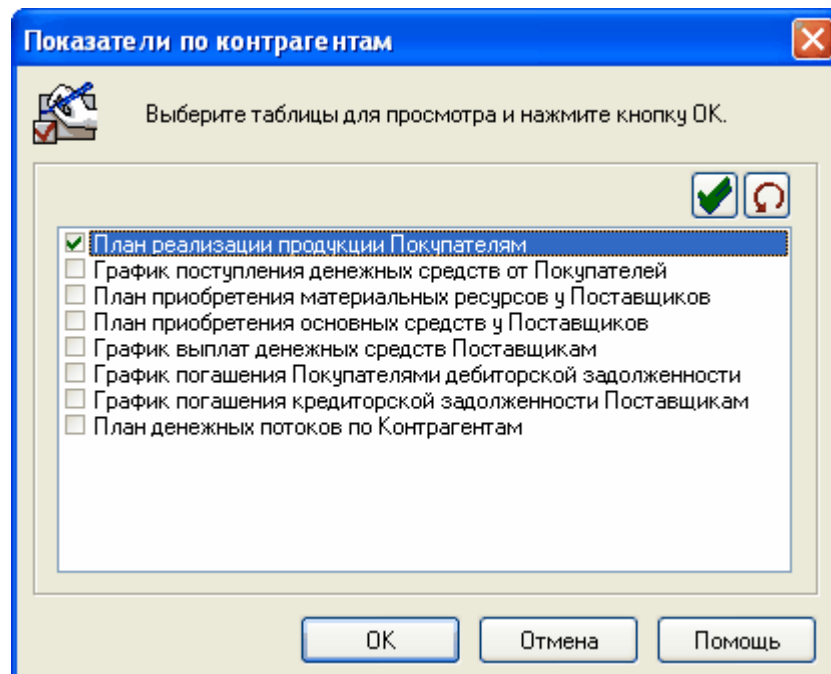 Показатели по контрагентам
Выберите таблицы для просмотра и нажмите кнопку OK.
План реализации продукции Покупателям
График поступления денежных средств от Покупателей
План приобретения материальных ресурсов у Поставщиков
План приобретения основных средств у Поставщиков
График выплат денежных средств Поставщикам
График погашения Покупателями дебиторской задолженности
График погашения кредиторской задолженности Поставщикам
План денежных потоков по Контрагентам
OK Отмена Помощь